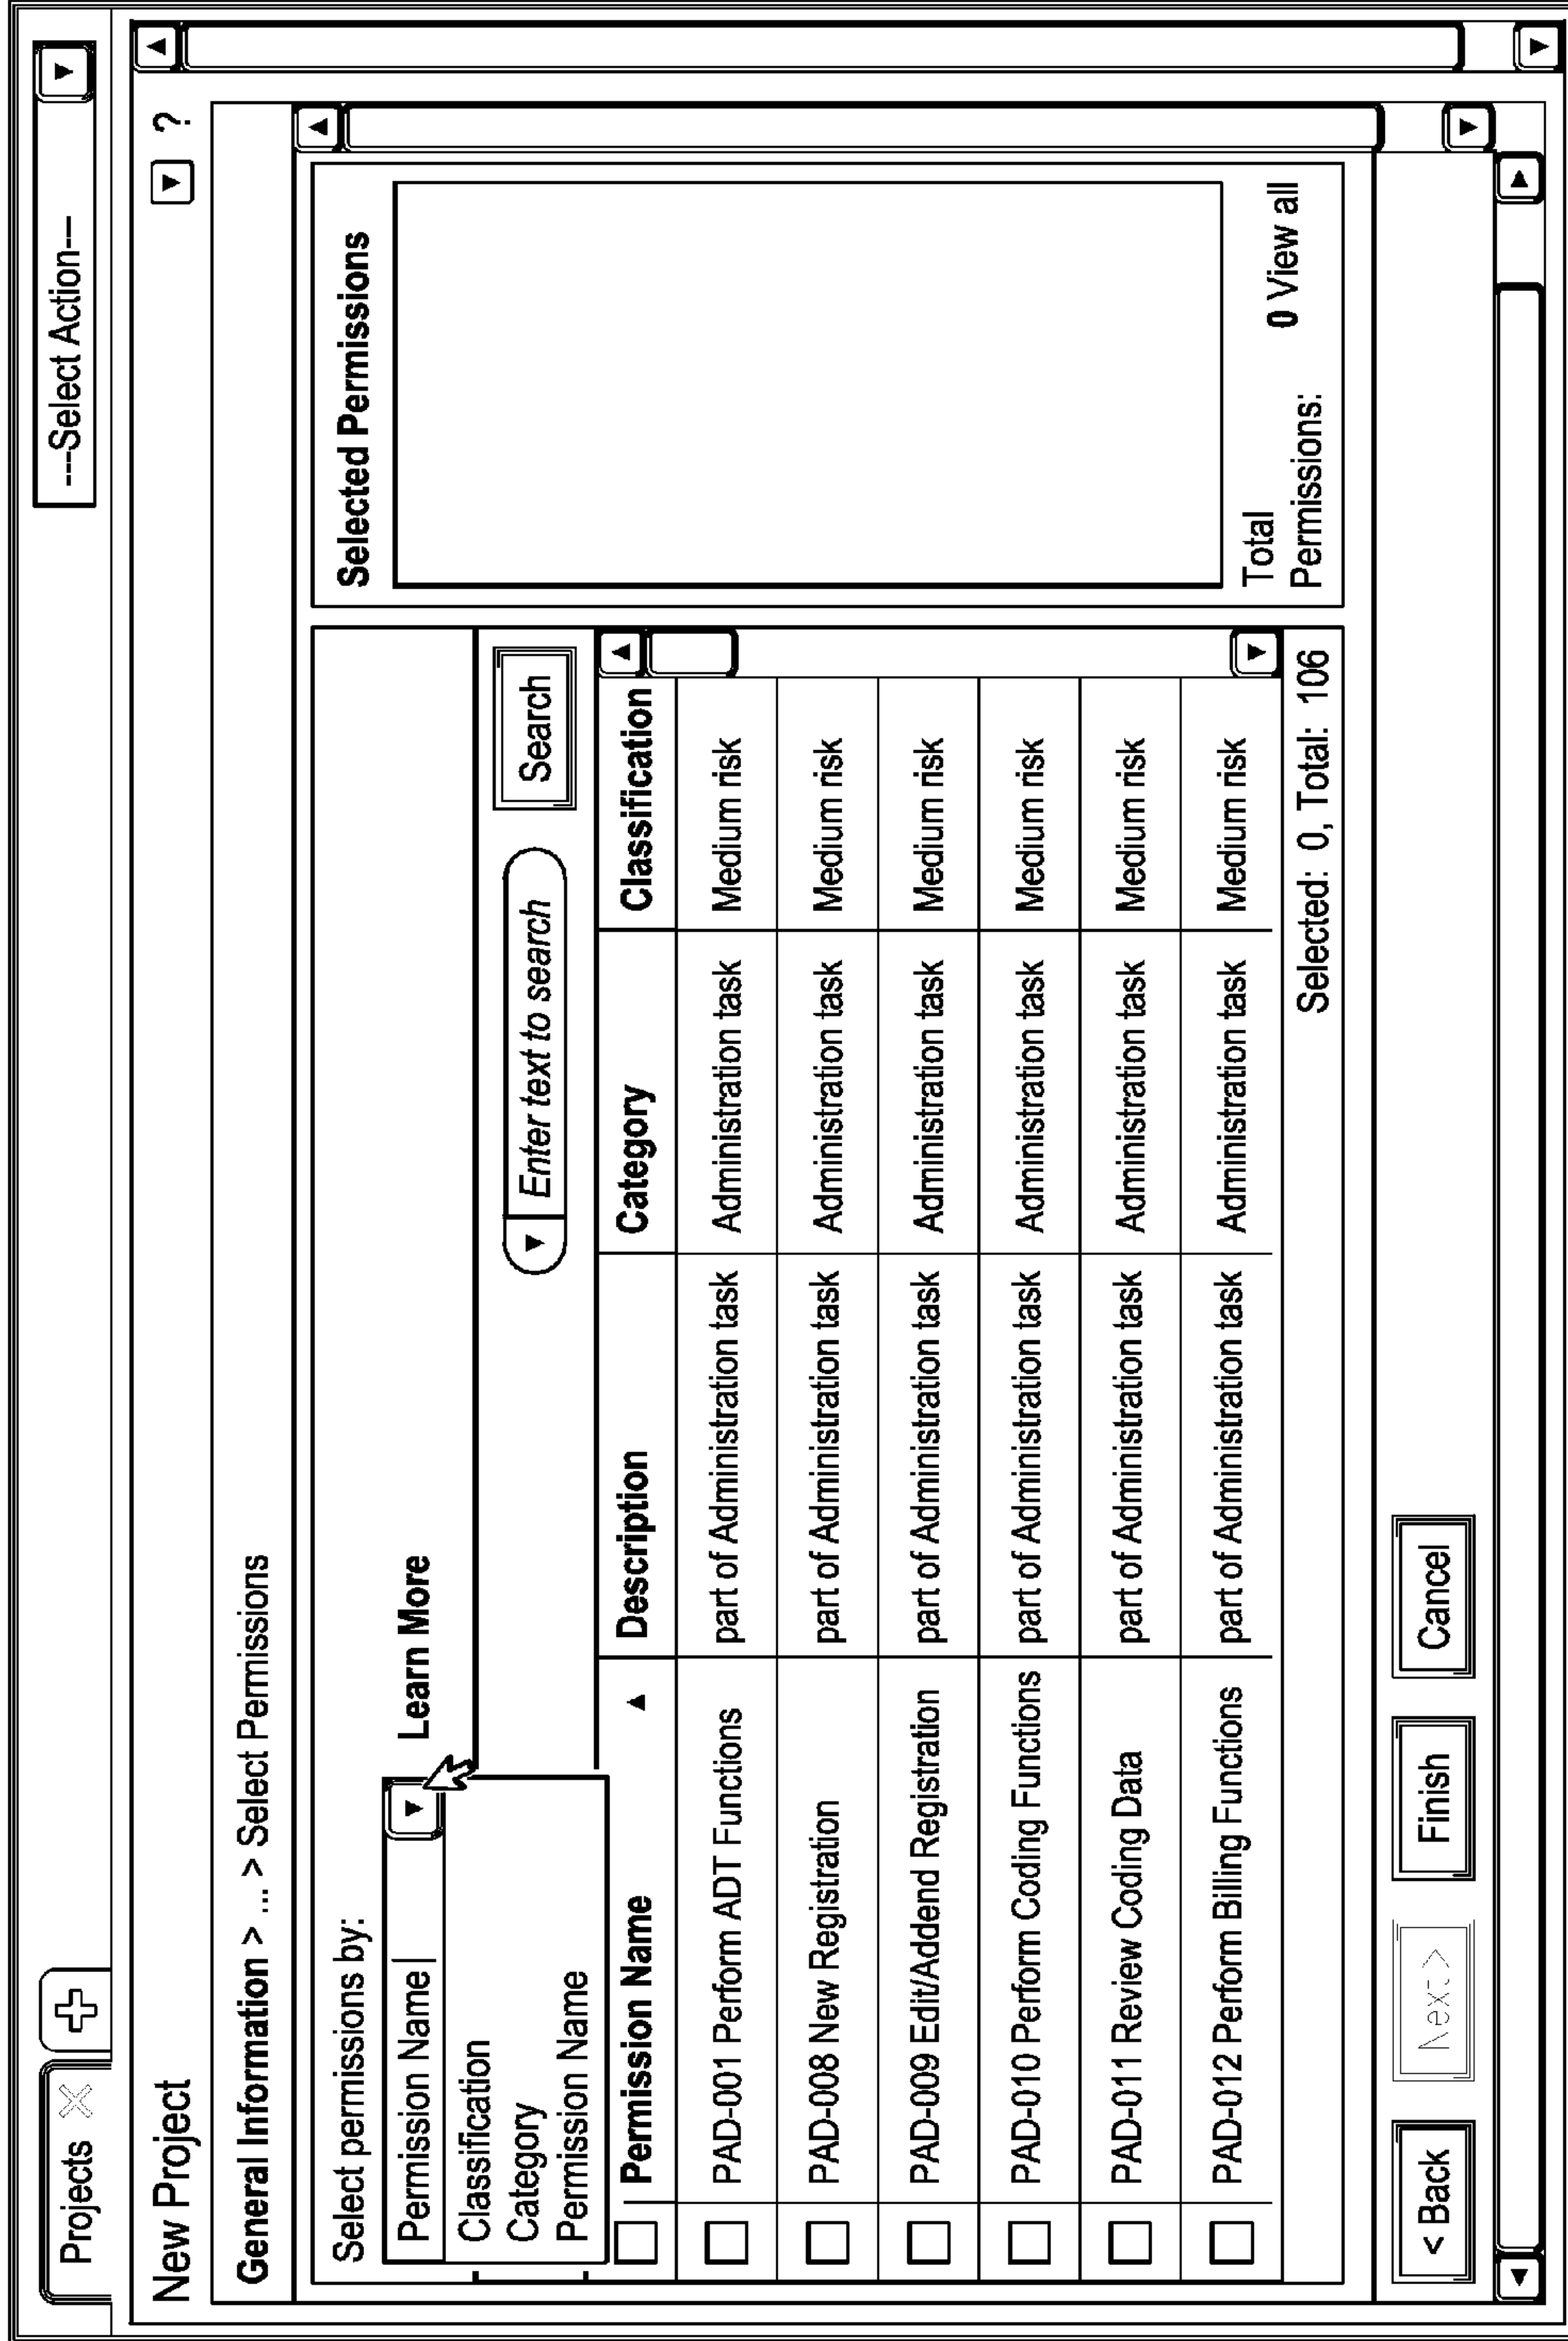 Projects
---Select Action---
New Project ?
General Information > ... > Select Permissions
Select permissions by:
Permission Name Learn More
Classification
Category
Permission Name
Enter text to search Search
Permission Name Description Category Classification
PAD-001 Perform ADT Functions part of Administration task Administration task Medium risk
PAD-008 New Registration part of Administration task Administration task Medium risk
PAD-009 Edit/Addend Registration part of Administration task Administration task Medium risk
PAD-010 Perform Coding Functions part of Administration task Administration task Medium risk
PAD-011 Review Coding Data part of Administration task Administration task Medium risk
PAD-012 Perform Billing Functions part of Administration task Administration task Medium risk
Selected: 0, Total: 106
Selected Permissions
Total
Permissions: 0 View all
< Back Next > Finish Cancel